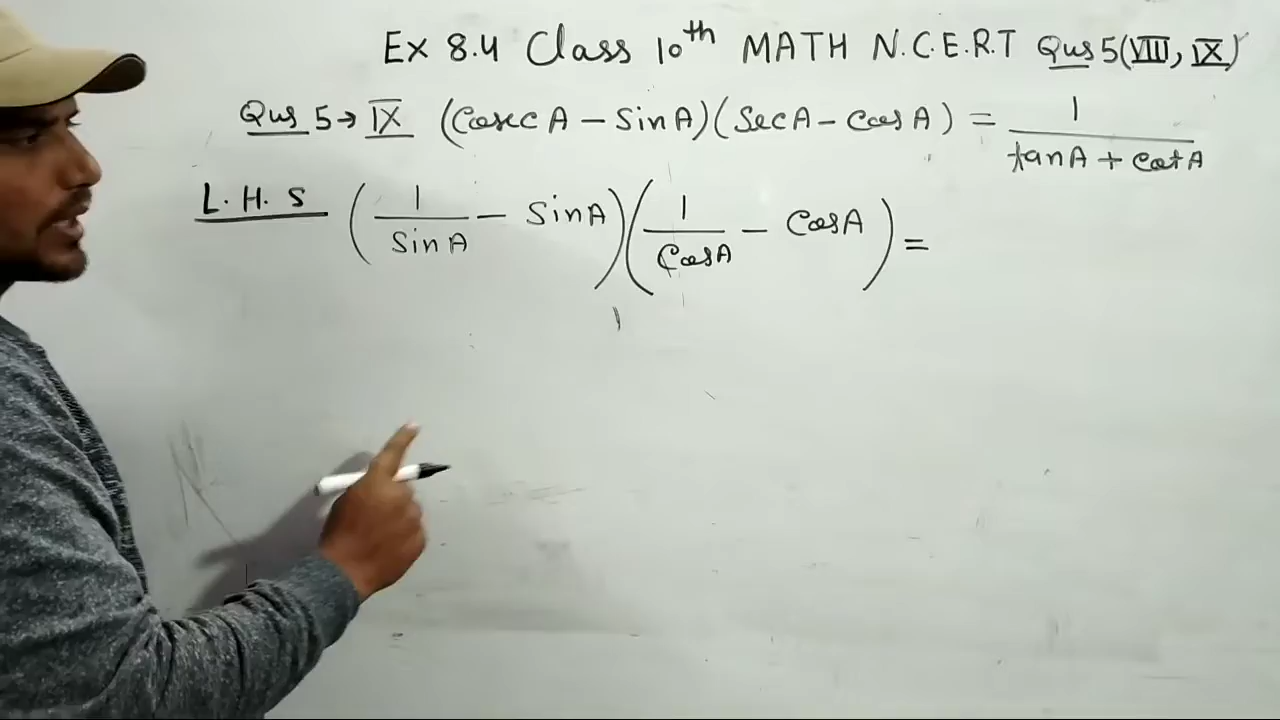 Ex 8.4 Class 10th MATH N.C.E.R.T Qus 5(VIII, IX)
Qus 5→ IX (CosecA - SinA)(SecA - CosA) = 1/(tanA + CotA)
L.H.S (1/SinA - SinA)(1/CosA - CosA) =